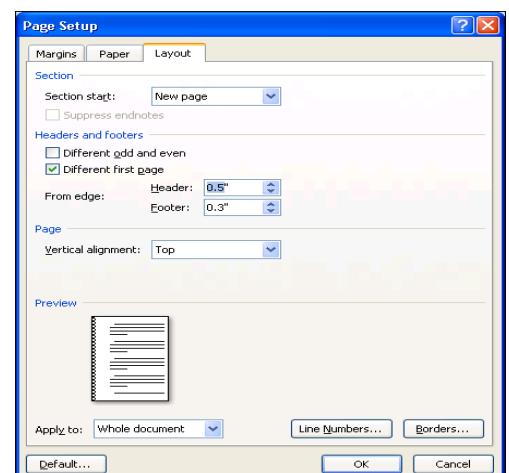 Page Setup
Margins Paper Layout
Section
Section start: New page
Suppress endnotes
Headers and footers
Different odd and even
Different first page
From edge:
Header: 0.5"
Footer: 0.3"
Page
Vertical alignment: Top
Preview
Apply to: Whole document Line Numbers... Borders...
Default... OK Cancel